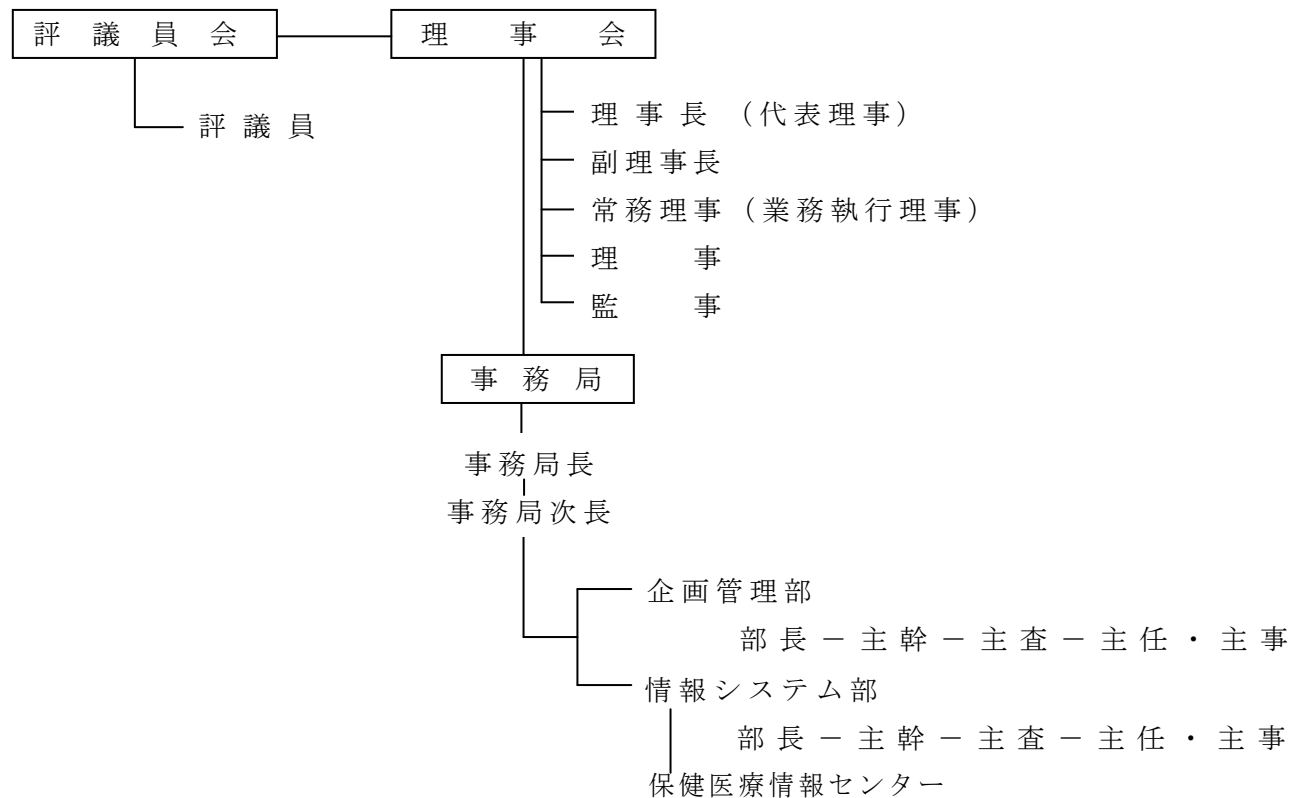 評議員会
理事会
評議員
理事長（代表理事）
副理事長
常務理事（業務執行理事）
理事
監事
事務局
事務局長
事務局次長
企画管理部
部長－主幹－主査－主任・主事
情報システム部
部長－主幹－主査－主任・主事
保健医療情報センター